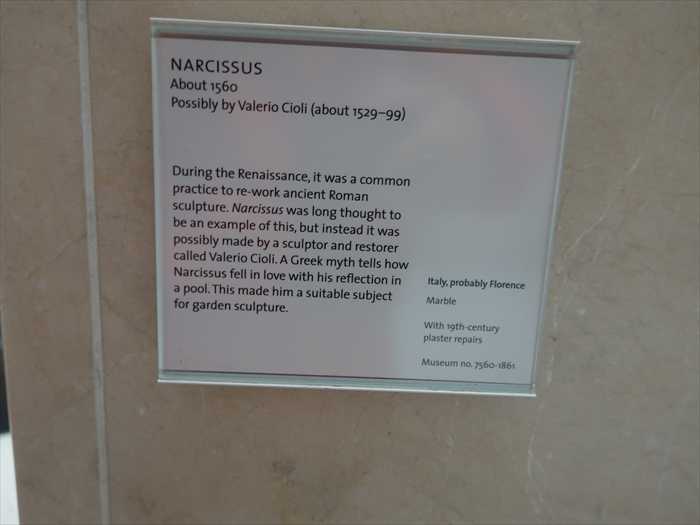 NARCISSUS
About 1560
Possibly by Valerio Cioli (about 1529–99)
During the Renaissance, it was a common
practice to re-work ancient Roman
sculpture. Narcissus was long thought to
be an example of this, but instead it was
possibly made by a sculptor and restorer
called Valerio Cioli. A Greek myth tells how
Narcissus fell in love with his reflection in
a pool. This made him a suitable subject
for garden sculpture.
Italy, probably Florence
Marble
With 19th-century
plaster repairs
Museum no. 7560-1861